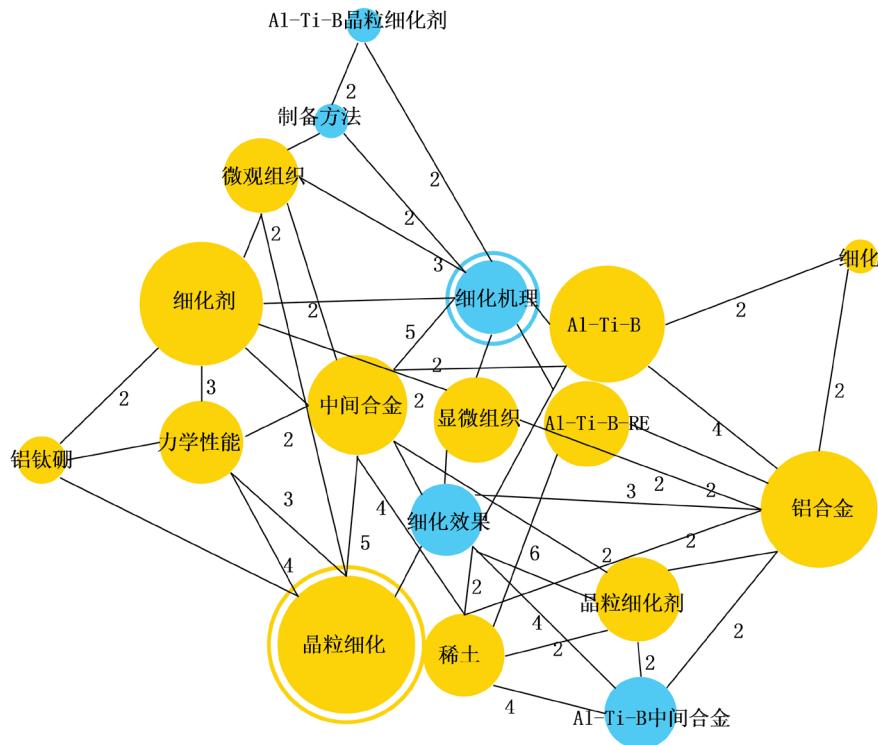 Al-Ti-B晶粒细化剂
2
制备方法
微观组织
2
2
2
细化
3
细化剂
细化机理
2
Al-Ti-B
2
5
2
3
2
2
中间合金
2
显微组织
Al-Ti-B-RE
4
2
力学性能
铝钛硼
3
4
3
2
2
铝合金
细化效果
5
6
2
2
4
2
晶粒细化剂
4
2
晶粒细化
稀土
2
2
4
Al-Ti-B中间合金